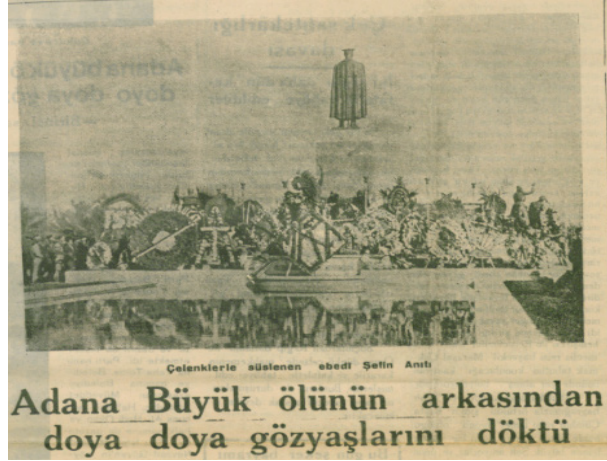 Çelenklerle süslenen ebedi Şefin Anıtı
Adana Büyük ölünün arkasından
doya doya gözyaşlarını döktü